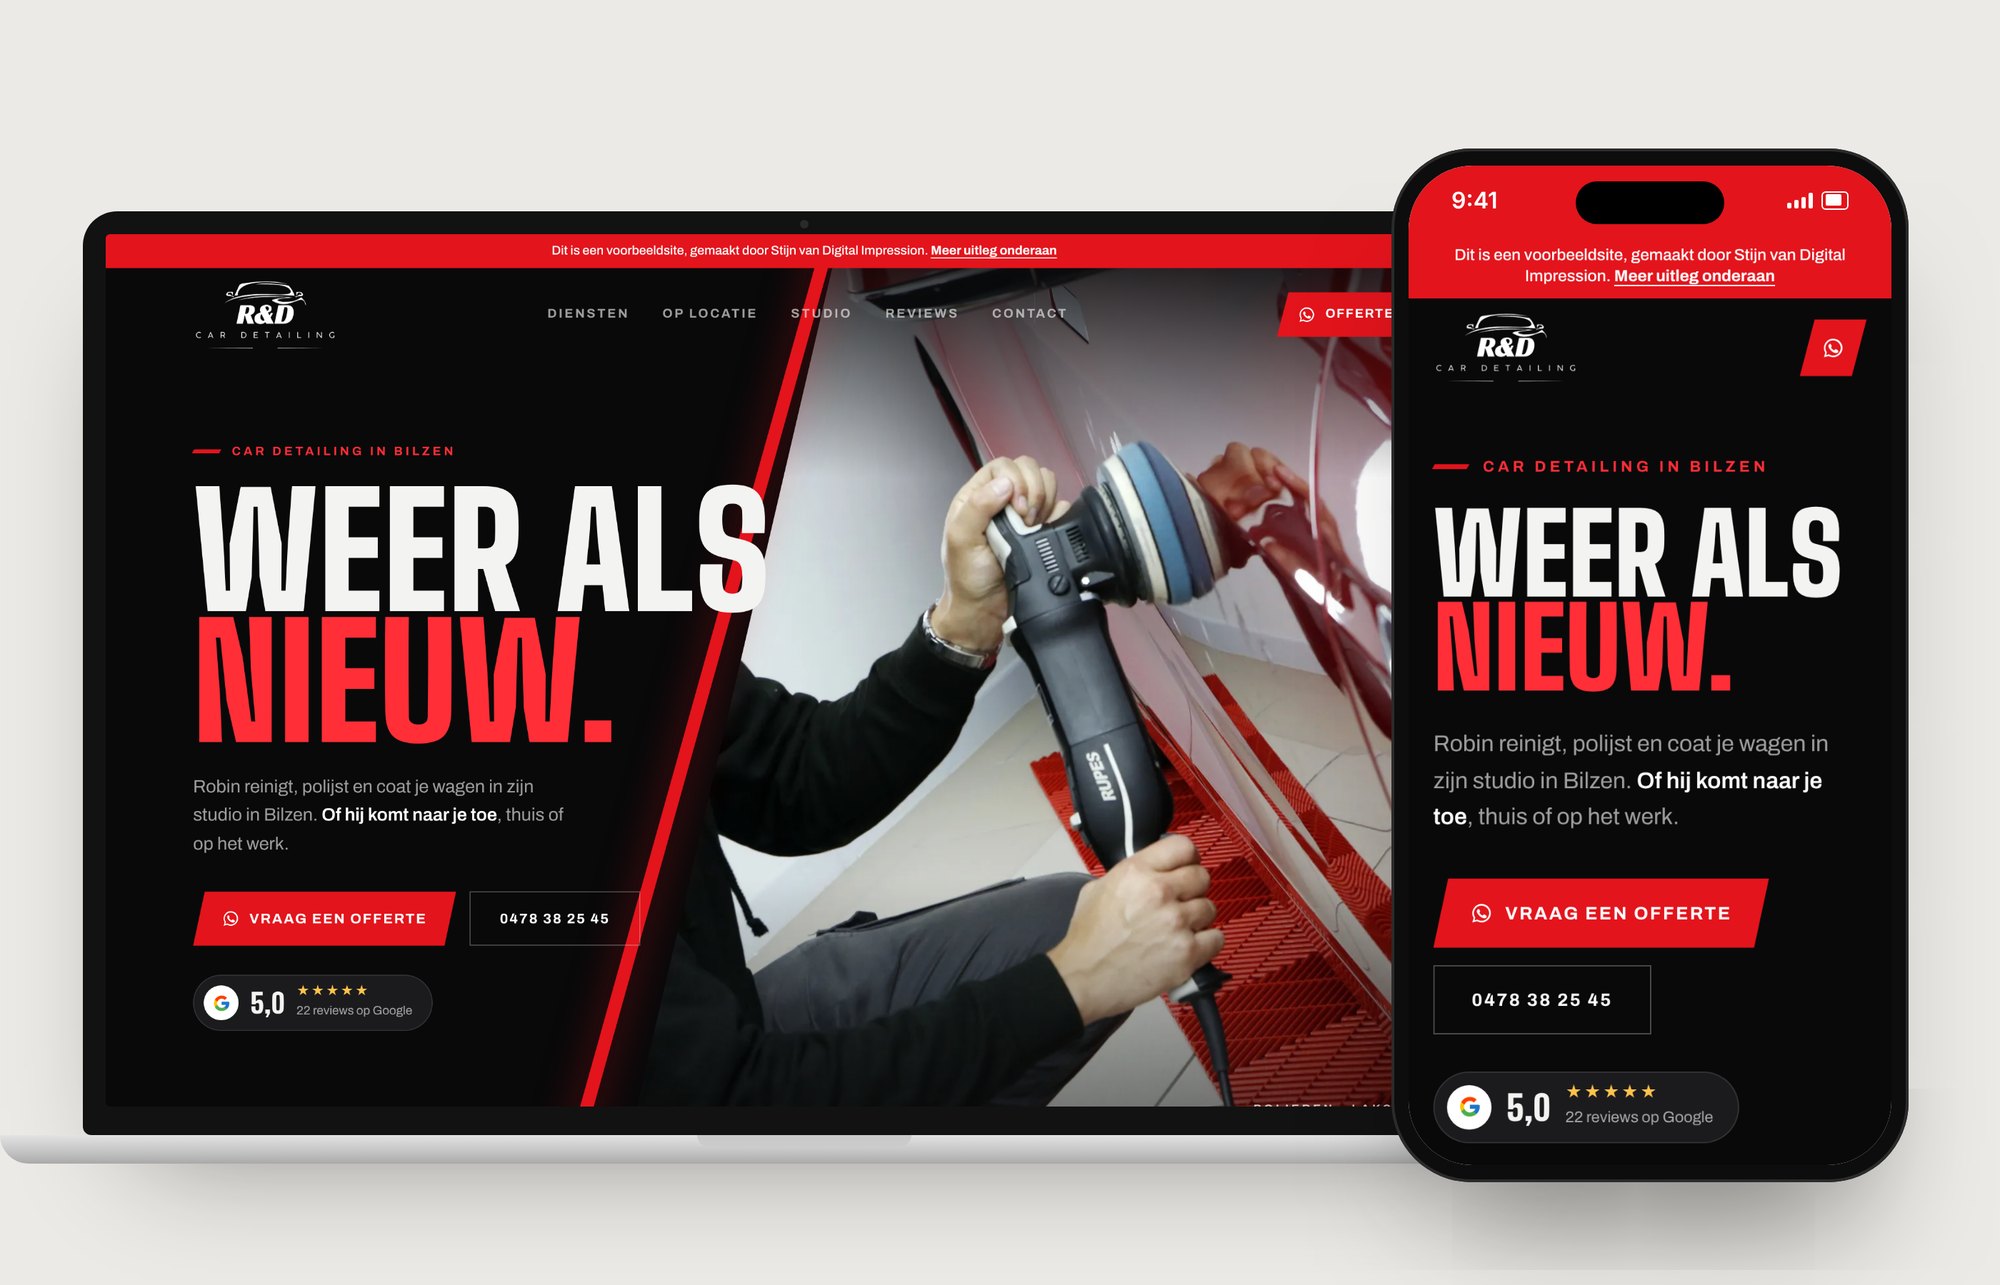 Dit is een voorbeeldsite, gemaakt door Stijn van Digital Impression. Meer uitleg onderaan
R&D
CAR DETAILING
DIENSTEN OP LOCATIE STUDIO REVIEWS CONTACT
OFFERTE
CAR DETAILING IN BILZEN
WEER ALS
NIEUW.
Robin reinigt, polijst en coat je wagen in zijn
studio in Bilzen. Of hij komt naar je toe, thuis of
op het werk.
VRAAG EEN OFFERTE
0478 38 25 45
5,0
22 reviews op Google
RUPES
9:41
Dit is een voorbeeldsite, gemaakt door Stijn van Digital
Impression. Meer uitleg onderaan
R&D
CAR DETAILING
CAR DETAILING IN BILZEN
WEER ALS
NIEUW.
Robin reinigt, polijst en coat je wagen in
zijn studio in Bilzen. Of hij komt naar je
toe, thuis of op het werk.
VRAAG EEN OFFERTE
0478 38 25 45
5,0
22 reviews op Google